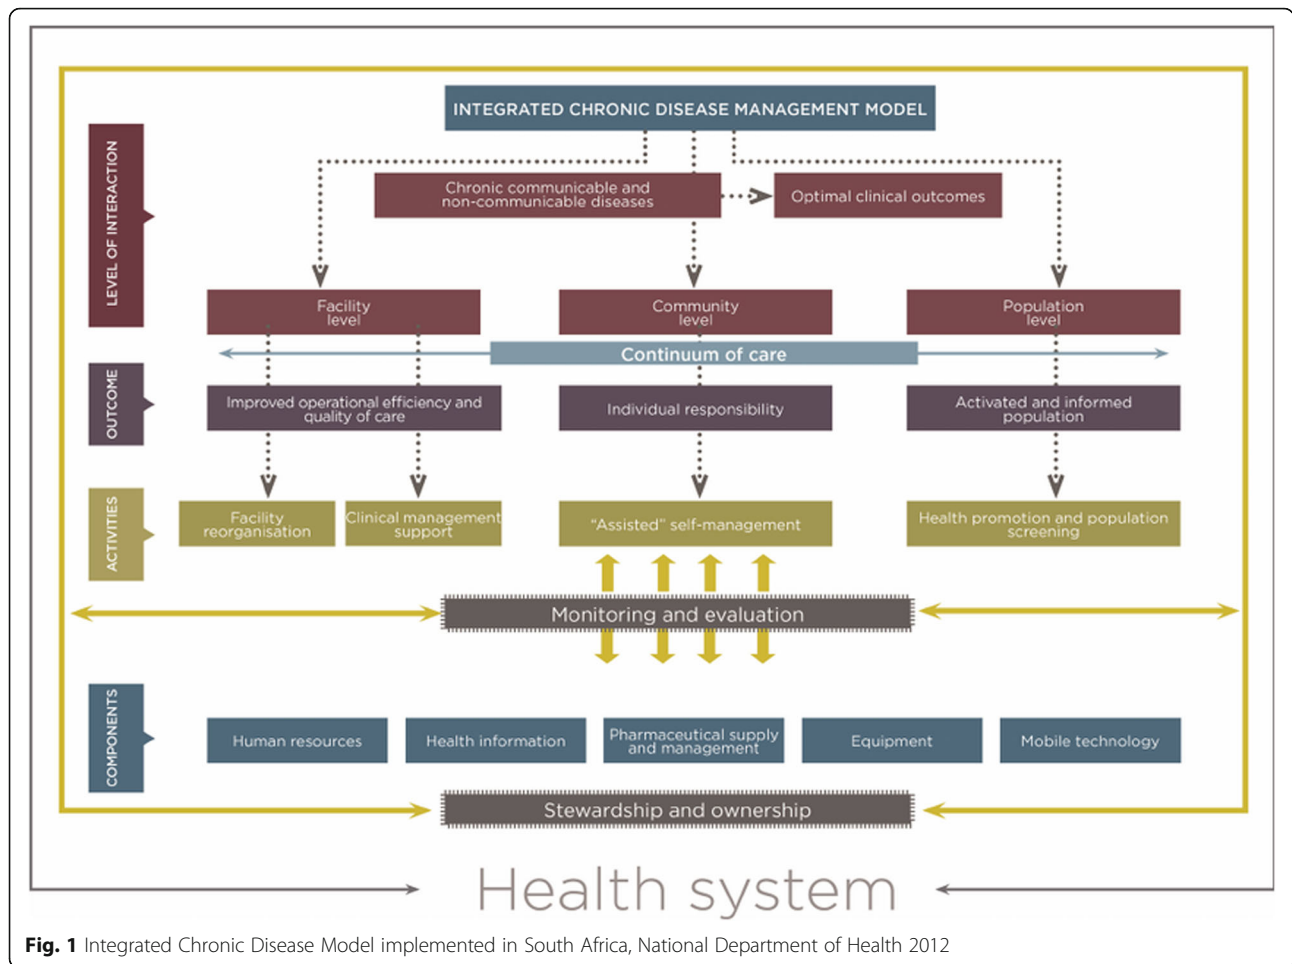 INTEGRATED CHRONIC DISEASE MANAGEMENT MODEL
LEVEL OF INTERACTION
Chronic communicable and
non-communicable diseases
Optimal clinical outcomes
Facility
level
Community
level
Population
level
Continuum of care
OUTCOME
Improved operational efficiency and
quality of care
Individual responsibility
Activated and informed
population
ACTIVITIES
Facility
reorganisation
Clinical management
support
“Assisted” self-management
Health promotion and population
screening
Monitoring and evaluation
COMPONENTS
Human resources
Health information
Pharmaceutical supply
and management
Equipment
Mobile technology
Stewardship and ownership
Health system
Fig. 1 Integrated Chronic Disease Model implemented in South Africa, National Department of Health 2012